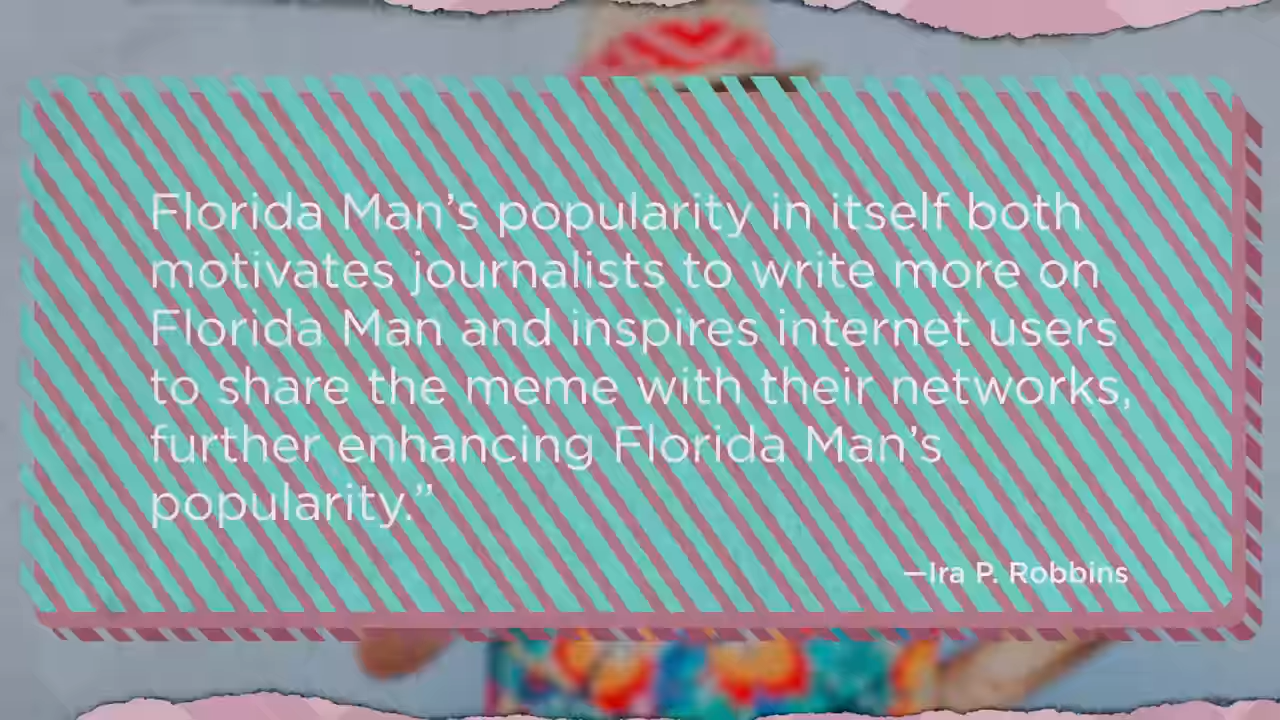 Florida Man’s popularity in itself both
motivates journalists to write more on
Florida Man and inspires internet users
to share the meme with their networks,
further enhancing Florida Man’s
popularity.”
—Ira P. Robbins